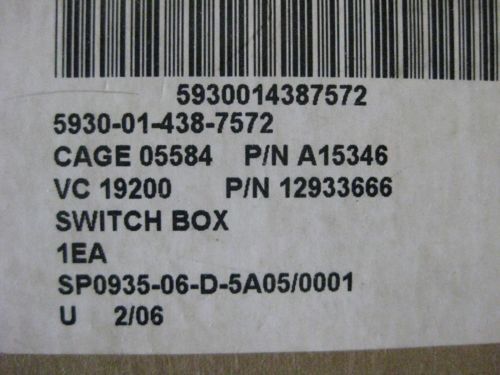 5930014387572
5930-01-438-7572
CAGE 05584 P/N A15346
VC 19200 P/N 12933666
SWITCH BOX
1EA
SP0935-06-D-5A05/0001
U 2/06